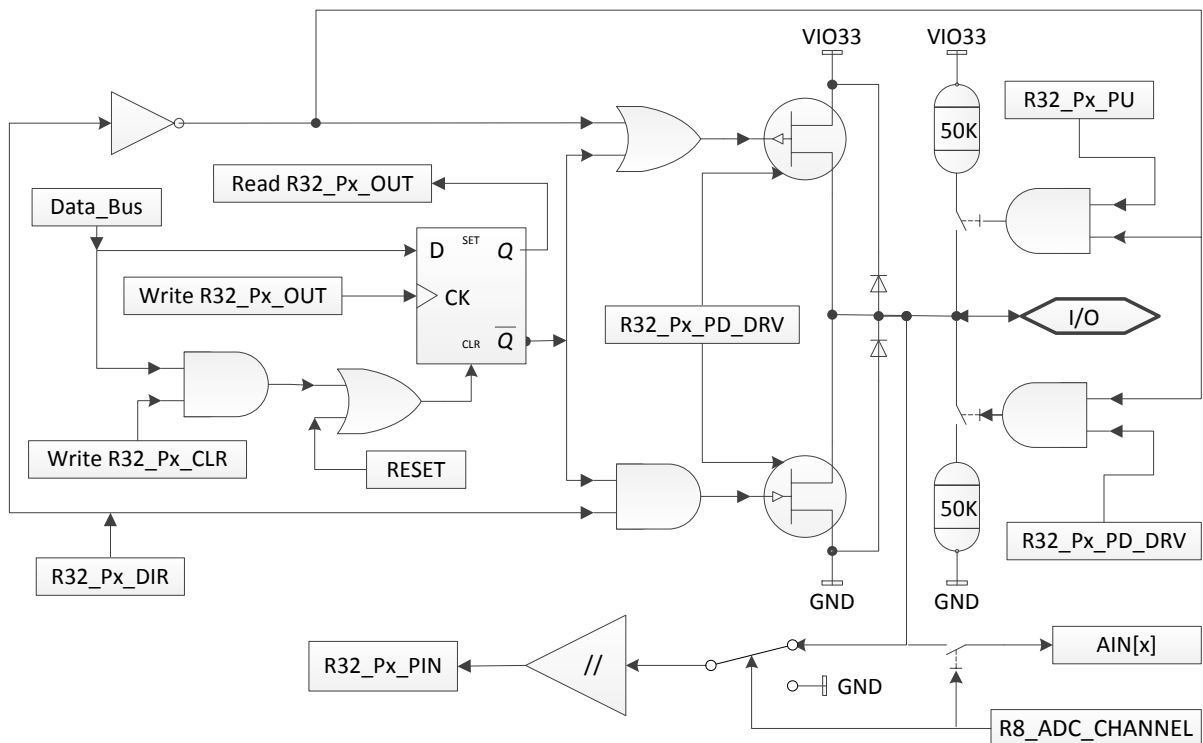 VIO33
VIO33
R32_Px_PU
50K
Read R32_Px_OUT
Data_Bus
D
SET
Q
Write R32_Px_OUT
CK
R32_Px_PD_DRV
I/O
CLR
Q
Write R32_Px_CLR
RESET
50K
R32_Px_PD_DRV
R32_Px_DIR
GND
GND
R32_Px_PIN
//
AIN[x]
GND
R8_ADC_CHANNEL